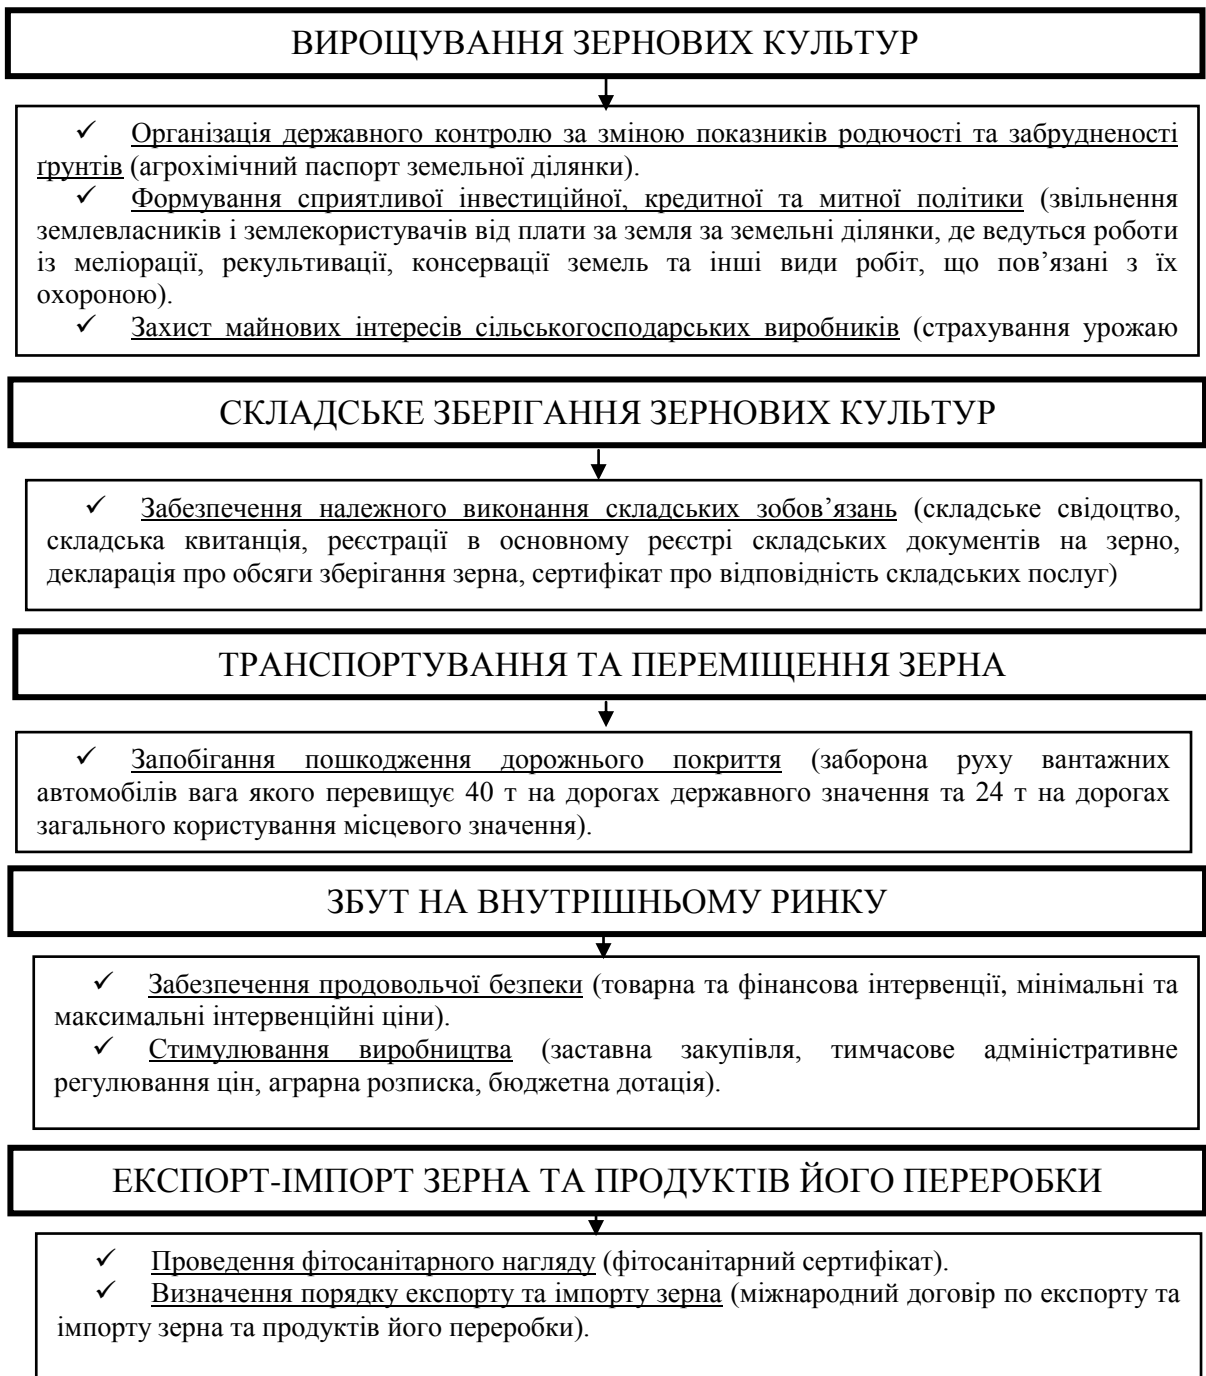 ВИРОЩУВАННЯ ЗЕРНОВИХ КУЛЬТУР
✓ Організація державного контролю за зміною показників родючості та забрудненості
ґрунтів (агрохімічний паспорт земельної ділянки).
✓ Формування сприятливої інвестиційної, кредитної та митної політики (звільнення
землевласників і землекористувачів від плати за земля за земельні ділянки, де ведуться роботи
із меліорації, рекультивації, консервації земель та інші види робіт, що пов’язані з їх
охороною).
✓ Захист майнових інтересів сільськогосподарських виробників (страхування урожаю
СКЛАДСЬКЕ ЗБЕРІГАННЯ ЗЕРНОВИХ КУЛЬТУР
✓ Забезпечення належного виконання складських зобов’язань (складське свідоцтво,
складська квитанція, реєстрації в основному реєстрі складських документів на зерно,
декларація про обсяги зберігання зерна, сертифікат про відповідність складських послуг)
ТРАНСПОРТУВАННЯ ТА ПЕРЕМІЩЕННЯ ЗЕРНА
✓ Запобігання пошкодження дорожнього покриття (заборона руху вантажних
автомобілів вага якого перевищує 40 т на дорогах державного значення та 24 т на дорогах
загального користування місцевого значення).
ЗБУТ НА ВНУТРІШНЬОМУ РИНКУ
✓ Забезпечення продовольчої безпеки (товарна та фінансова інтервенції, мінімальні та
максимальні інтервенційні ціни).
✓ Стимулювання виробництва (заставна закупівля, тимчасове адміністративне
регулювання цін, аграрна розписка, бюджетна дотація).
ЕКСПОРТ-ІМПОРТ ЗЕРНА ТА ПРОДУКТІВ ЙОГО ПЕРЕРОБКИ
✓ Проведення фітосанітарного нагляду (фітосанітарний сертифікат).
✓ Визначення порядку експорту та імпорту зерна (міжнародний договір по експорту та
імпорту зерна та продуктів його переробки).